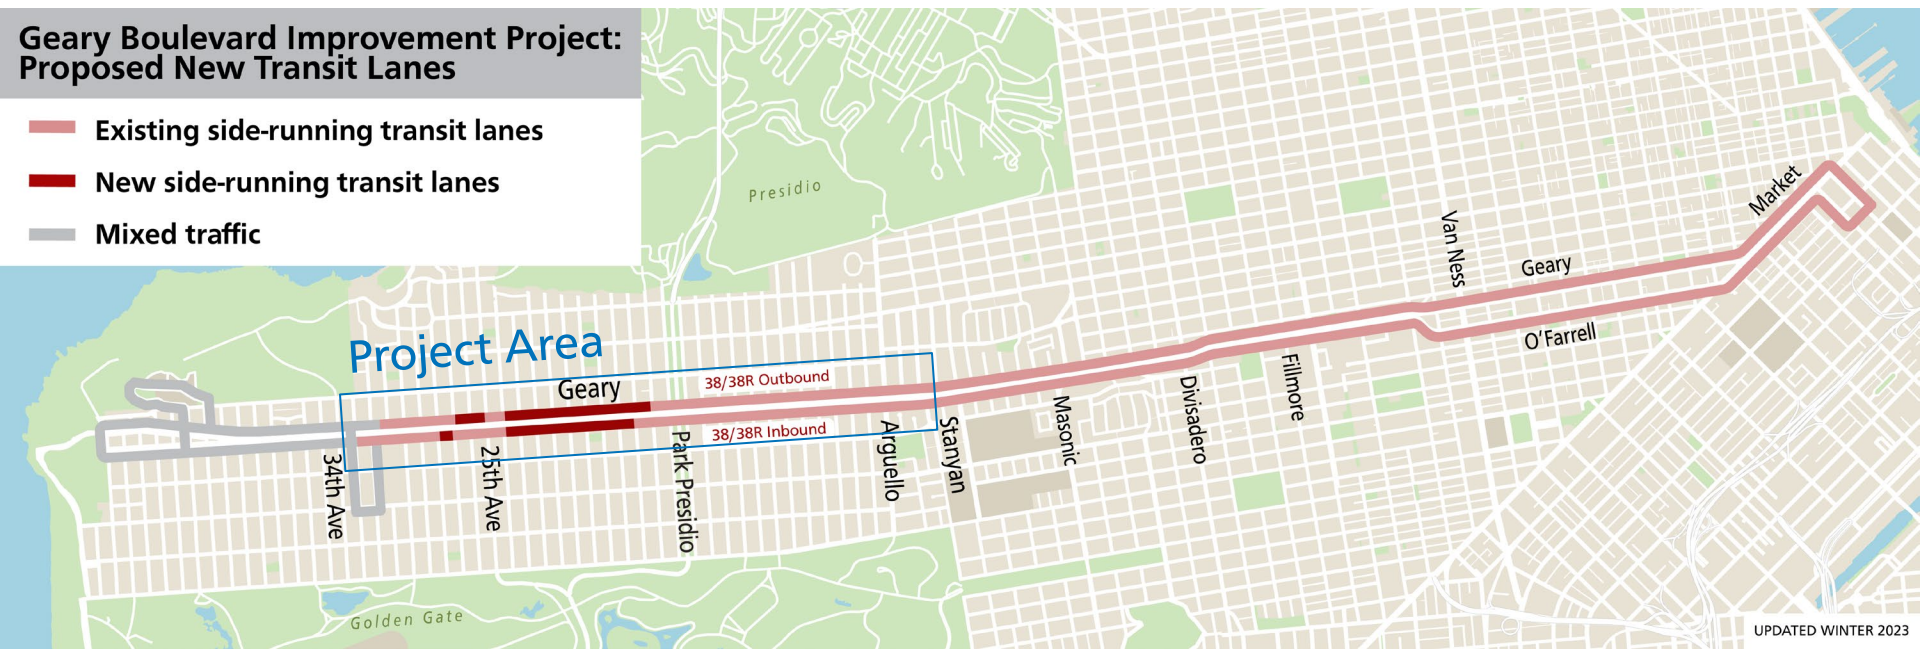 Geary Boulevard Improvement Project:
Proposed New Transit Lanes
Existing side-running transit lanes
New side-running transit lanes
Mixed traffic
Presidio
Market
Van Ness
Geary
O'Farrell
Project Area
Geary
38/38R Outbound
38/38R Inbound
34th Ave
25th Ave
Park Presidio
Arguello
Stanyan
Masonic
Divisadero
Fillmore
Golden Gate
UPDATED WINTER 2023